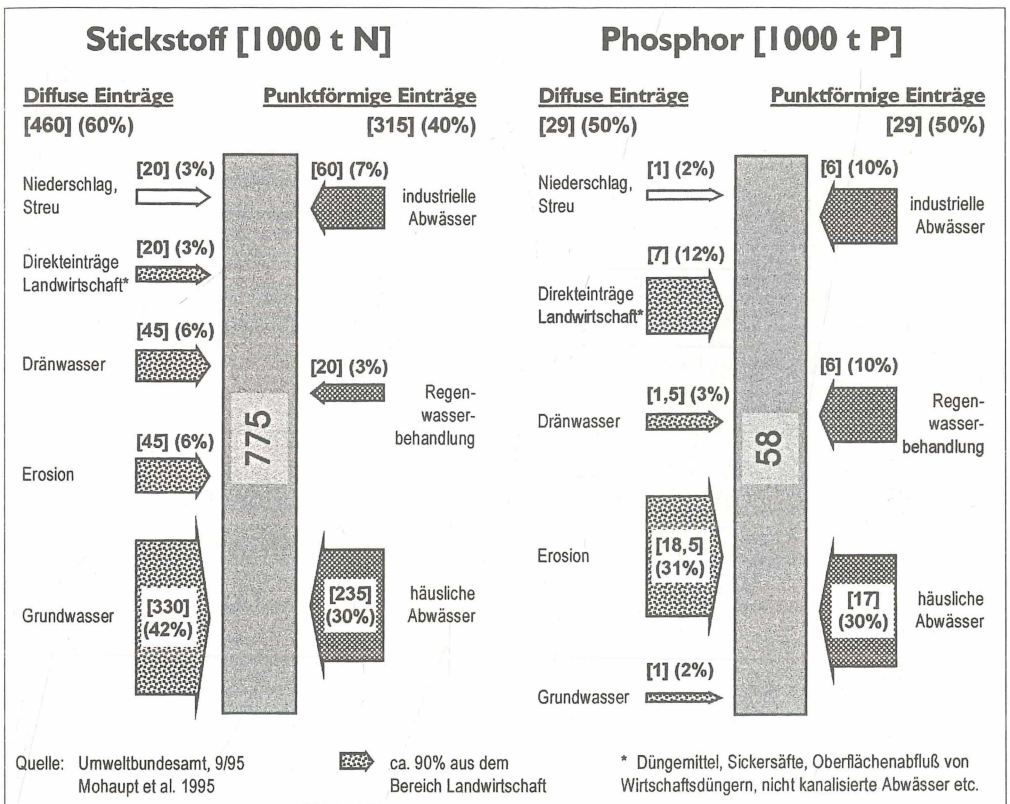 Stickstoff [1000 t N]
Diffuse Einträge
[460] (60%)
Punktförmige Einträge
[315] (40%)
[20] (3%)
Niederschlag,
Streu
[60] (7%)
industrielle
Abwässer
[20] (3%)
Direkteinträge
Landwirtschaft*
[45] (6%)
Dränwasser
[20] (3%)
Regen-
wasser-
behandlung
775
[45] (6%)
Erosion
Grundwasser
[330]
(42%)
[235]
(30%)
häusliche
Abwässer
Phosphor [1000 t P]
Diffuse Einträge
[29] (50%)
Punktförmige Einträge
[29] (50%)
[1] (2%)
Niederschlag,
Streu
[6] (10%)
industrielle
Abwässer
[7] (12%)
Direkteinträge
Landwirtschaft*
[1,5] (3%)
Dränwasser
[6] (10%)
Regen-
wasser-
behandlung
58
Erosion
[18,5]
(31%)
[17]
(30%)
häusliche
Abwässer
[1] (2%)
Grundwasser
Quelle: Umweltbundesamt, 9/95
Mohaupt et al. 1995
ca. 90% aus dem
Bereich Landwirtschaft
* Düngemittel, Sickersäfte, Oberflächenabfluß von
Wirtschaftsdüngern, nicht kanalisierte Abwässer etc.